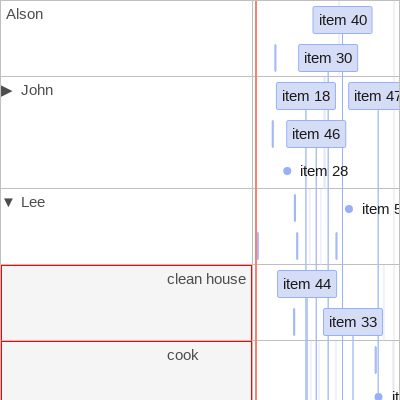 Alson
item 40
item 30
▶ John
item 18
item 47
item 46
item 28
▼ Lee
item 5
clean house
item 44
item 33
cook